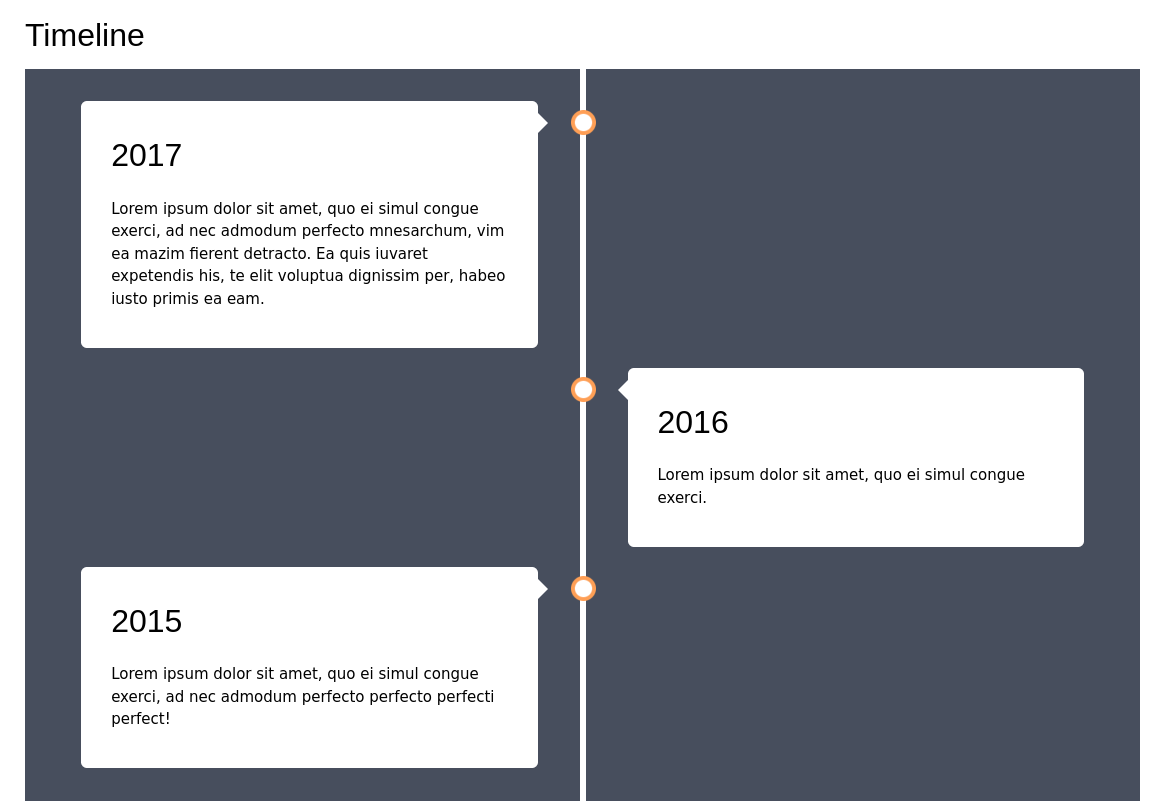 Timeline
2017
Lorem ipsum dolor sit amet, quo ei simul congue
exerci, ad nec admodum perfecto mnesarchum, vim
ea mazim fierent detracto. Ea quis iuvaret
expetendis his, te elit voluptua dignissim per, habeo
iusto primis ea eam.
2016
Lorem ipsum dolor sit amet, quo ei simul congue
exerci.
2015
Lorem ipsum dolor sit amet, quo ei simul congue
exerci, ad nec admodum perfecto perfecto perfecti
perfect!